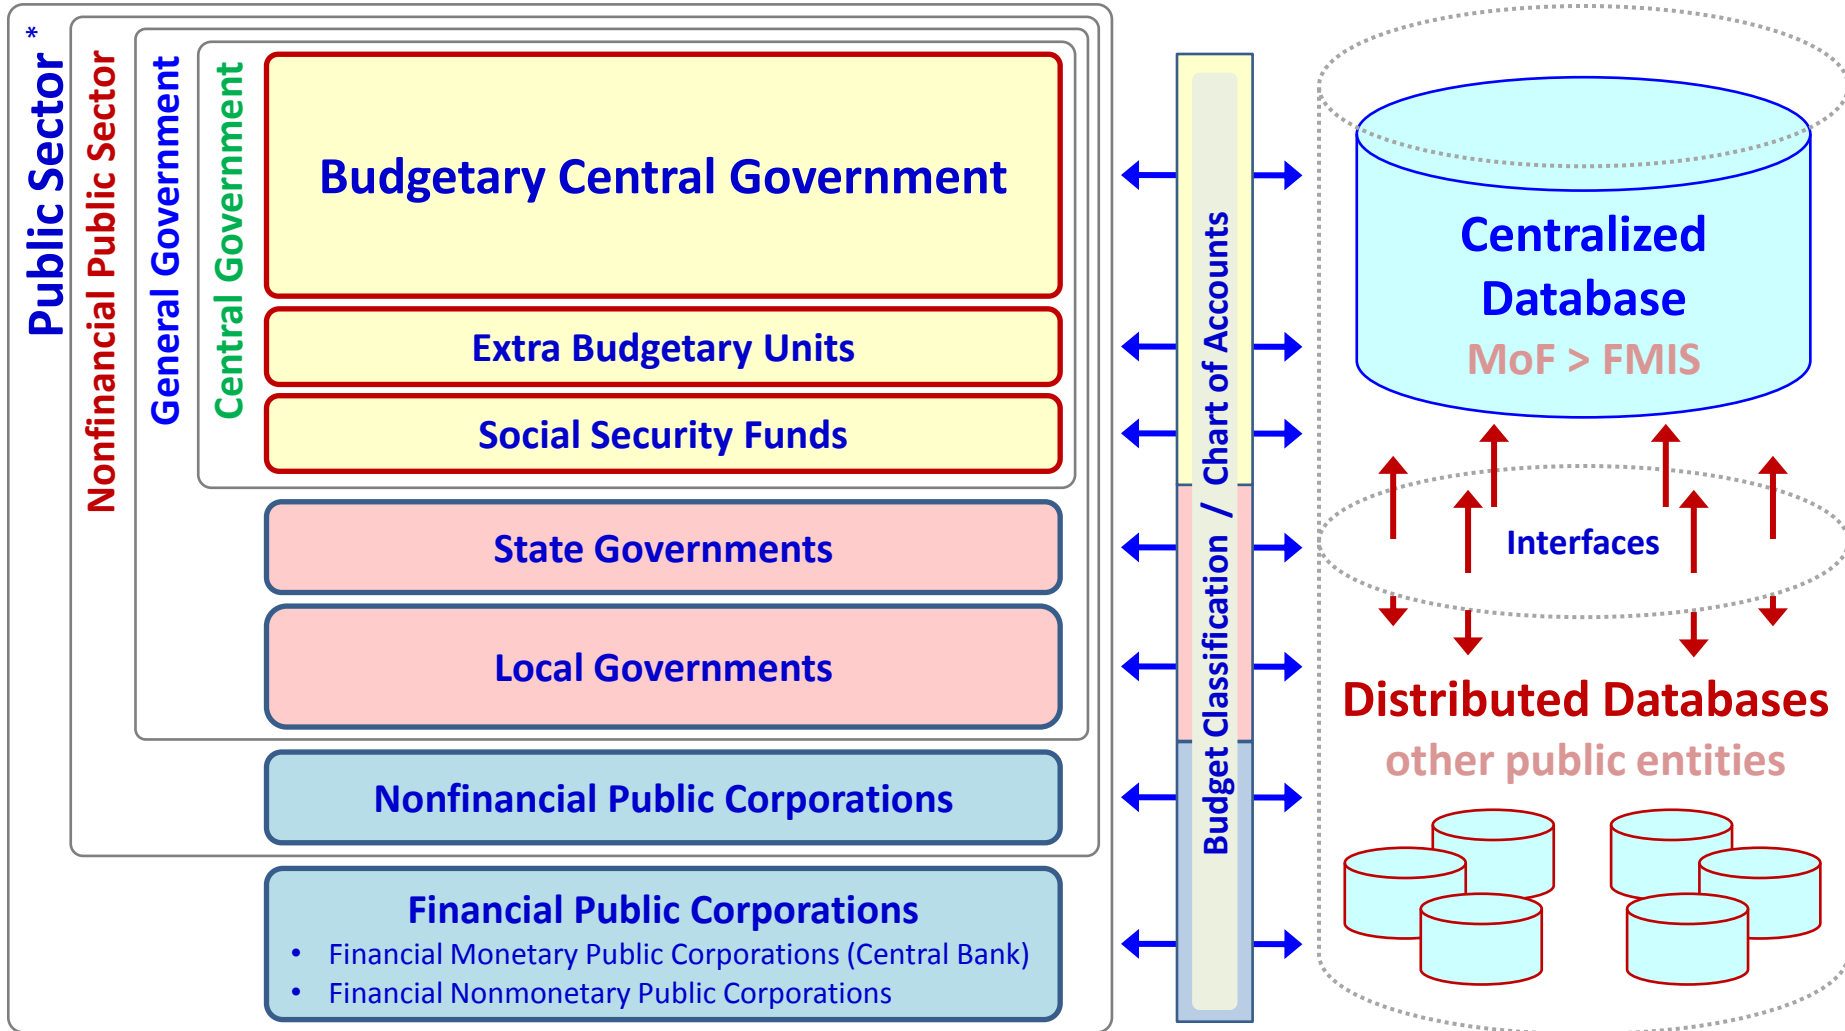 Public Sector *
Nonfinancial Public Sector
General Government
Central Government
Budgetary Central Government
Extra Budgetary Units
Social Security Funds
State Governments
Local Governments
Nonfinancial Public Corporations
Financial Public Corporations
• Financial Monetary Public Corporations (Central Bank)
• Financial Nonmonetary Public Corporations
Budget Classification / Chart of Accounts
Centralized
Database
MoF > FMIS
Interfaces
Distributed Databases
other public entities